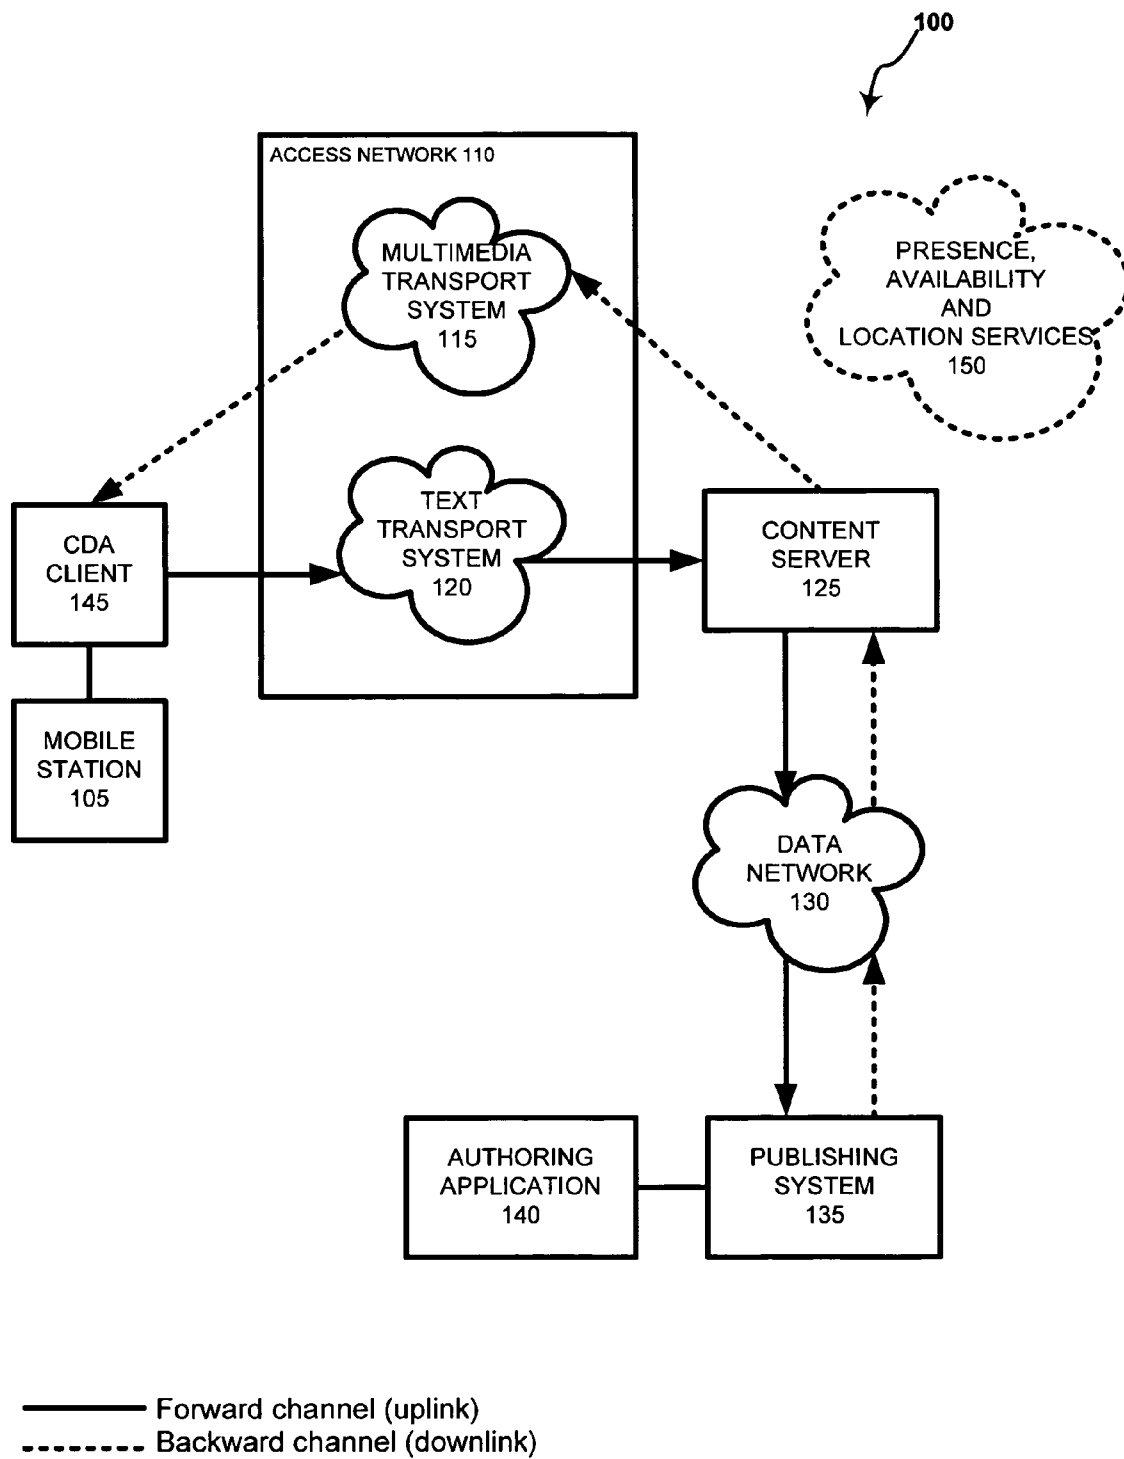 100
ACCESS NETWORK 110
MULTIMEDIA
TRANSPORT
SYSTEM
115
PRESENCE,
AVAILABILITY
AND
LOCATION SERVICES
150
TEXT
TRANSPORT
SYSTEM
120
CDA
CLIENT
145
CONTENT
SERVER
125
MOBILE
STATION
105
DATA
NETWORK
130
AUTHORING
APPLICATION
140
PUBLISHING
SYSTEM
135
Forward channel (uplink)
Backward channel (downlink)